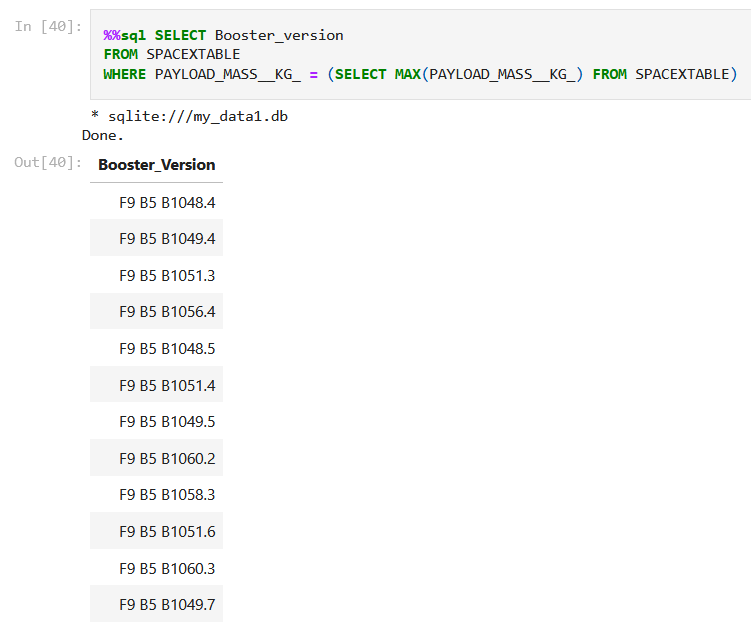 In [40]:
%%sql SELECT Booster_version
FROM SPACEXTABLE
WHERE PAYLOAD_MASS__KG_ = (SELECT MAX(PAYLOAD_MASS__KG_) FROM SPACEXTABLE)
* sqlite:///my_data1.db
Done.
Out[40]:
Booster_Version
F9 B5 B1048.4
F9 B5 B1049.4
F9 B5 B1051.3
F9 B5 B1056.4
F9 B5 B1048.5
F9 B5 B1051.4
F9 B5 B1049.5
F9 B5 B1060.2
F9 B5 B1058.3
F9 B5 B1051.6
F9 B5 B1060.3
F9 B5 B1049.7